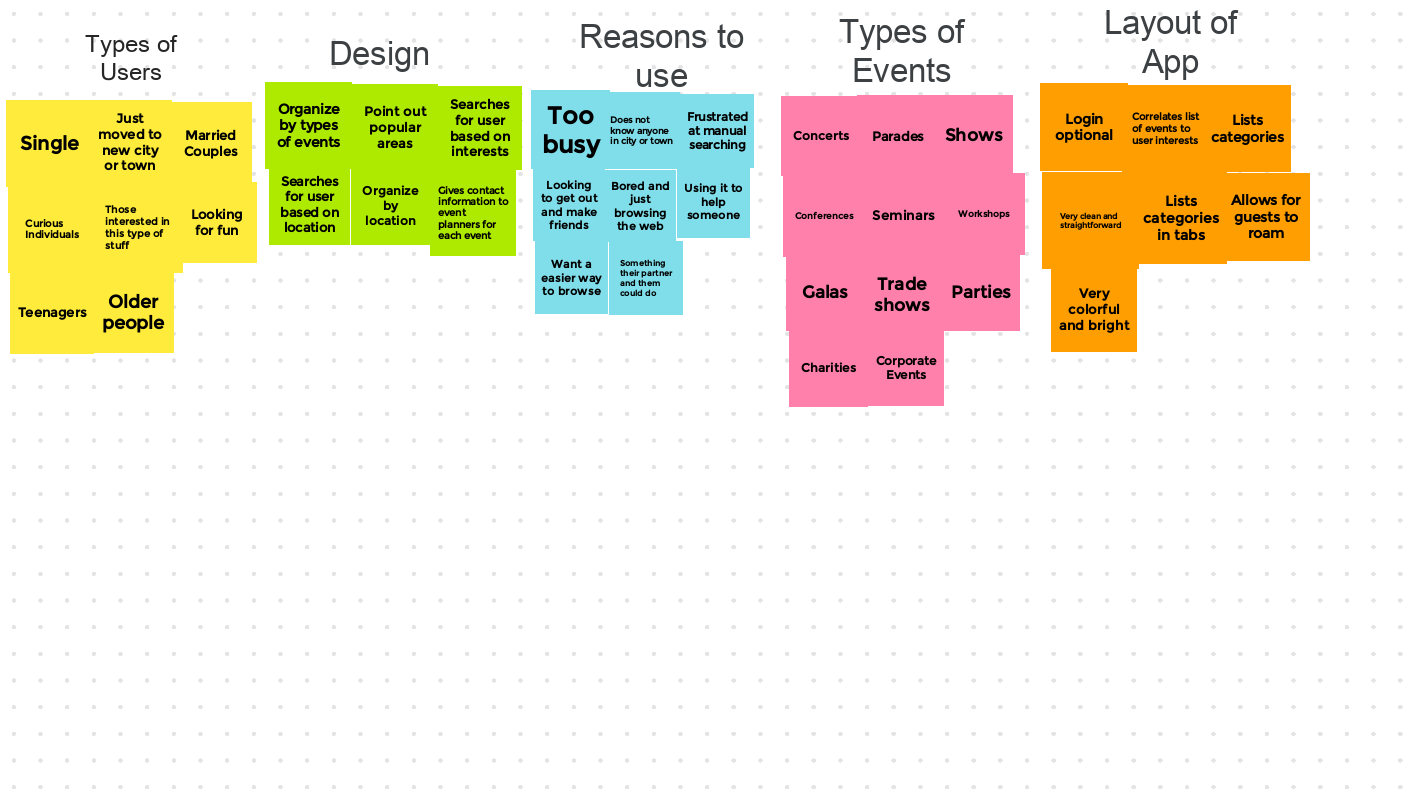 Types of
Users
Single
Just
moved to
new city
or town
Married
Couples
Curious
Individuals
Those
interested in
this type of
stuff
Looking
for fun
Teenagers
Older
people
Design
Organize
by types
of events
Point out
popular
areas
Searches
for user
based on
interests
Searches
for user
based on
location
Organize
by
location
Gives contact
information to
event
planners for
each event
Reasons to
use
Too
busy
Does not
know anyone
in city or town
Frustrated
at manual
searching
Looking
to get out
and make
friends
Bored and
just
browsing
the web
Using it to
help
someone
Want a
easier way
to browse
Something
their partner
and them
could do
Types of
Events
Concerts
Parades
Shows
Conferences
Seminars
Workshops
Galas
Trade
shows
Parties
Charities
Corporate
Events
Layout of
App
Login
optional
Correlates list
of events to
user interests
Lists
categories
Very clean and
straightforward
Lists
categories
in tabs
Allows for
guests to
roam
Very
colorful
and bright